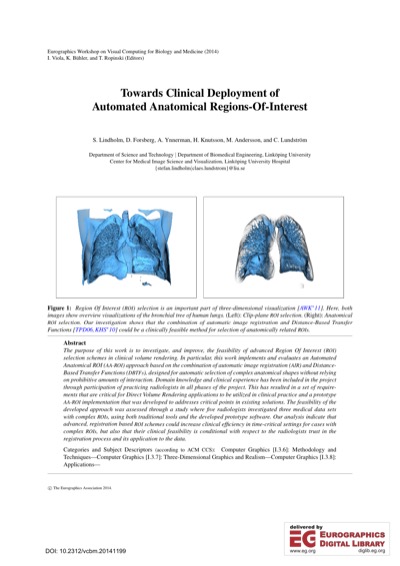 Eurographics Workshop on Visual Computing for Biology and Medicine (2014)
I. Viola, K. Bühler, and T. Ropinski (Editors)
Towards Clinical Deployment of
Automated Anatomical Regions-Of-Interest
S. Lindholm, D. Forsberg, A. Ynnerman, H. Knutsson, M. Andersson, and C. Lundström
Department of Science and Technology | Department of Biomedical Engineering, Linköping University
Center for Medical Image Science and Visualization, Linköping University Hospital
{stefan.lindholm|claes.lundstrom}@liu.se
Figure 1: Region Of Interest (ROI) selection is an important part of three-dimensional visualization [AWK*11]. Here, both
images show overview visualizations of the bronchial tree of human lungs. (Left): Clip-plane ROI selection. (Right): Anatomical
ROI selection. Our investigation shows that the combination of automatic image registration and Distance-Based Transfer
Functions [TPD06, KHS*10] could be a clinically feasible method for selection of anatomically related ROIs.
Abstract
The purpose of this work is to investigate, and improve, the feasibility of advanced Region Of Interest (ROI)
selection schemes in clinical volume rendering. In particular, this work implements and evaluates an Automated
Anatomical ROI (AA-ROI) approach based on the combination of automatic image registration (AIR) and Distance-
Based Transfer Functions (DBTFs), designed for automatic selection of complex anatomical shapes without relying
on prohibitive amounts of interaction. Domain knowledge and clinical experience has been included in the project
through participation of practicing radiologists in all phases of the project. This has resulted in a set of require-
ments that are critical for Direct Volume Rendering applications to be utilized in clinical practice and a prototype
AA-ROI implementation that was developed to addresses critical points in existing solutions. The feasibility of the
developed approach was assessed through a study where five radiologists investigated three medical data sets
with complex ROIs, using both traditional tools and the developed prototype software. Our analysis indicate that
advanced, registration based ROI schemes could increase clinical efficiency in time-critical settings for cases with
complex ROIs, but also that their clinical feasibility is conditional with respect to the radiologists trust in the
registration process and its application to the data.
Categories and Subject Descriptors (according to ACM CCS): Computer Graphics [I.3.6]: Methodology and
Techniques—Computer Graphics [I.3.7]: Three-Dimensional Graphics and Realism—Computer Graphics [I.3.8]:
Applications—
© The Eurographics Association 2014.
DOI: 10.2312/vcbm.20141199
delivered by
EG EUROGRAPHICS
DIGITAL LIBRARY
www.eg.org diglib.eg.org